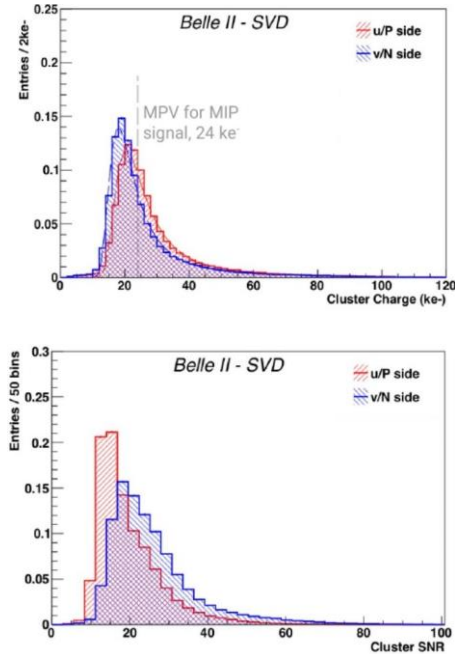 Belle II - SVD
Entries / 2ke-
u/P side
v/N side
MPV for MIP
signal, 24 ke-
0.25
0.2
0.15
0.1
0.05
0
0 20 40 60 80 100 120
Cluster Charge (ke-)
Belle II - SVD
Entries / 50 bins
u/P side
v/N side
0.3
0.25
0.2
0.15
0.1
0.05
0
0 20 40 60 80 100
Cluster SNR